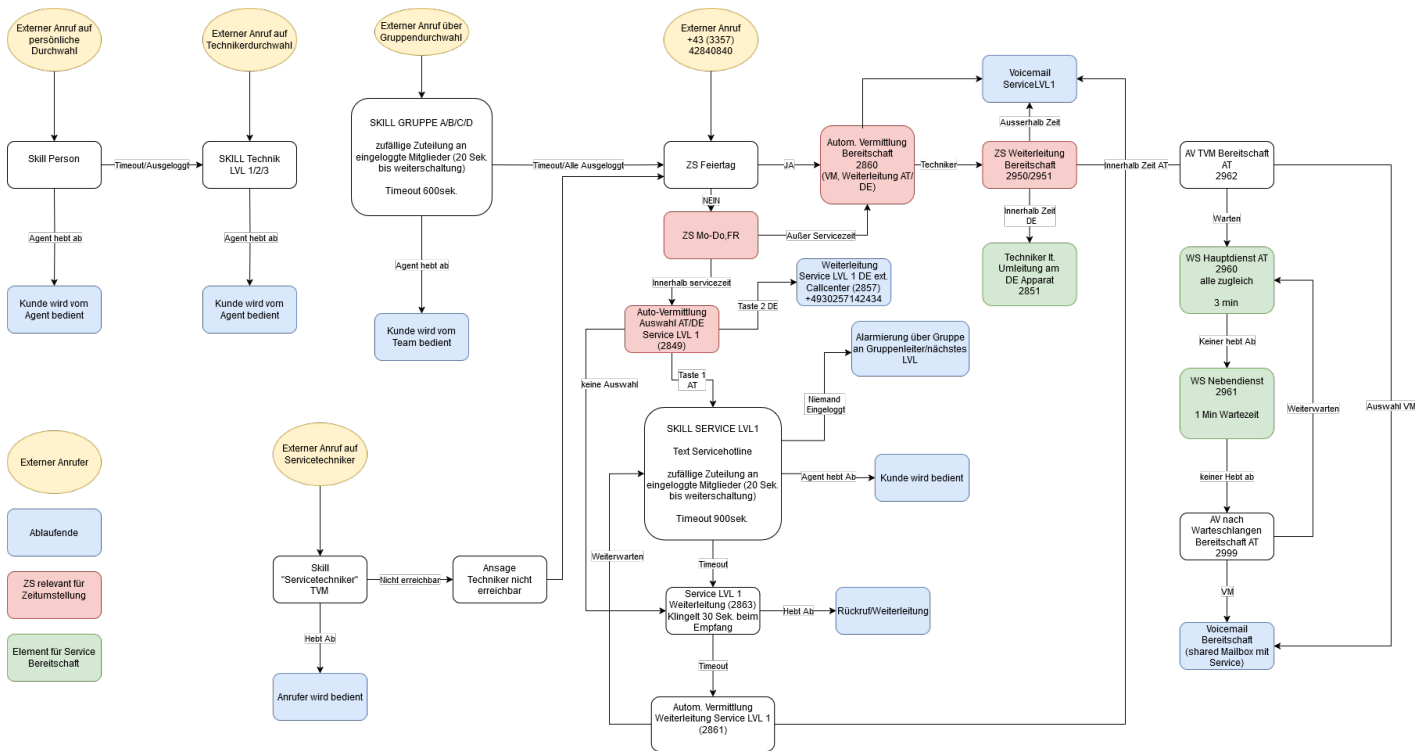 Externer Anruf auf
persönliche
Durchwahl
Externer Anruf auf
Technikerdurchwahl
Externer Anruf über
Gruppendurchwahl
Externer Anruf
+43 (3357)
42840840
Voicemail
ServiceLVL1
SKILL GRUPPE A/B/C/D
zufällige Zuteilung an
eingeloggte Mitglieder (20 Sek.
bis weiterschaltung)
Timeout 600sek.
Ausserhalb Zeit
Skill Person
Timeout/Ausgeloggt
SKILL Technik
LVL 1/2/3
Timeout/Alle Ausgeloggt
ZS Feiertag
JA
Autom. Vermittlung
Bereitschaft
2860
(VM, Weiterleitung AT/
DE)
Techniker
ZS Weiterleitung
Bereitschaft
2950/2951
Innerhalb Zeit AT
AV TVM Bereitschaft
AT
2962
NEIN
Innerhalb Zeit
DE
Warten
Agent hebt ab
Agent hebt ab
Agent hebt ab
ZS Mo-Do,FR
Außer Servicezeit
Techniker lt.
Umleitung am
DE Apparat
2851
WS Hauptdienst AT
2960
alle zugleich
3 min
Innerhalb servicezeit
Weiterleitung
Service LVL 1 DE ext.
Callcenter (2857)
+4930257142434
Kunde wird vom
Agent bedient
Kunde wird vom
Agent bedient
Kunde wird vom
Team bedient
Auto-Vermittlung
Auswahl AT/DE
Service LVL 1
(2849)
Taste 2 DE
Alarmierung über Gruppe
an Gruppenleiter/nächstes
LVL
Keiner hebt Ab
keine Auswahl
Taste 1
AT
Niemand
Eingeloggt
WS Nebendienst
2961
1 Min Wartezeit
Weiterwarten
Auswahl VM
SKILL SERVICE LVL1
Text Servicehotline
zufällige Zuteilung an
eingeloggte Mitglieder (20 Sek.
bis weiterschaltung)
Timeout 900sek.
Agent hebt Ab
Kunde wird bedient
keiner Hebt ab
Externer Anrufer
Externer Anruf auf
Servicetechniker
Ablaufende
AV nach
Warteschlangen
Bereitschaft AT
2999
Weiterwarten
Timeout
ZS relevant für
Zeitumstellung
Skill
"Servicetechniker"
TVM
Nicht erreichbar
Ansage
Techniker nicht
erreichbar
Service LVL 1
Weiterleitung (2863)
Klingelt 30 Sek. beim
Empfang
Hebt Ab
Rückruf/Weiterleitung
VM
Voicemail
Bereitschaft
(shared Mailbox mit
Service)
Element für Service
Bereitschaft
Hebt Ab
Timeout
Anrufer wird bedient
Autom. Vermittlung
Weiterleitung Service LVL 1
(2861)